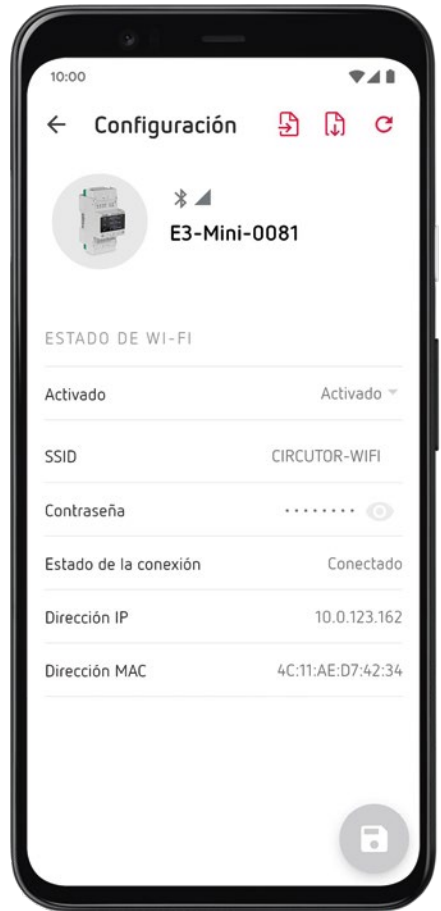 10:00
Configuración
E3-Mini-0081
ESTADO DE WI-FI
Activado Activado
SSID CIRCUTOR-WIFI
Contraseña ········
Estado de la conexión Conectado
Dirección IP 10.0.123.162
Dirección MAC 4C:11:AE:D7:42:34